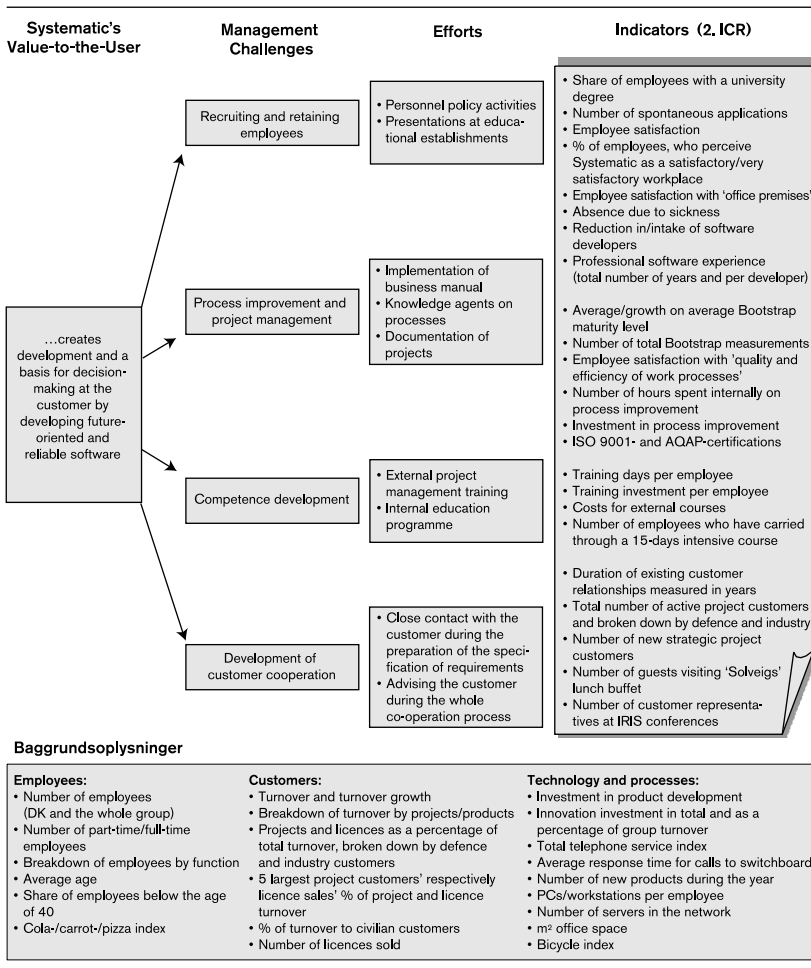 Systematic's
Value-to-the-User
Management
Challenges
Efforts
Indicators (2. ICR)
…creates
development and a
basis for decision-
making at the
customer by
developing future-
oriented and
reliable software
Recruiting and retaining
employees
• Personnel policy activities
• Presentations at educa-
tional establishments
• Share of employees with a university
degree
• Number of spontaneous applications
• Employee satisfaction
• % of employees, who perceive
Systematic as a satisfactory/very
satisfactory workplace
• Employee satisfaction with 'office premises'
• Absence due to sickness
• Reduction in/intake of software
developers
• Professional software experience
(total number of years and per developer)
Process improvement and
project management
• Implementation of
business manual
• Knowledge agents on
processes
• Documentation of
projects
• Average/growth on average Bootstrap
maturity level
• Number of total Bootstrap measurements
• Employee satisfaction with 'quality and
efficiency of work processes'
• Number of hours spent internally on
process improvement
• Investment in process improvement
• ISO 9001- and AQAP-certifications
Competence development
• External project
management training
• Internal education
programme
• Training days per employee
• Training investment per employee
• Costs for external courses
• Number of employees who have carried
through a 15-days intensive course
Development of
customer cooperation
• Close contact with the
customer during the
preparation of the speci-
fication of requirements
• Advising the customer
during the whole
co-operation process
• Duration of existing customer
relationships measured in years
• Total number of active project customers
and broken down by defence and industry
• Number of new strategic project
customers
• Number of guests visiting 'Solveigs'
lunch buffet
• Number of customer representa-
tives at IRIS conferences
Baggrundsoplysninger
Employees:
• Number of employees
(DK and the whole group)
• Number of part-time/full-time
employees
• Breakdown of employees by function
• Average age
• Share of employees below the age
of 40
• Cola-/carrot-/pizza index
Customers:
• Turnover and turnover growth
• Breakdown of turnover by projects/products
• Projects and licences as a percentage of
total turnover, broken down by defence
and industry customers
• 5 largest project customers' respectively
licence sales' % of project and licence
turnover
• % of turnover to civilian customers
• Number of licences sold
Technology and processes:
• Investment in product development
• Innovation investment in total and as a
percentage of group turnover
• Total telephone service index
• Average response time for calls to switchboard
• Number of new products during the year
• PCs/workstations per employee
• Number of servers in the network
• m² office space
• Bicycle index